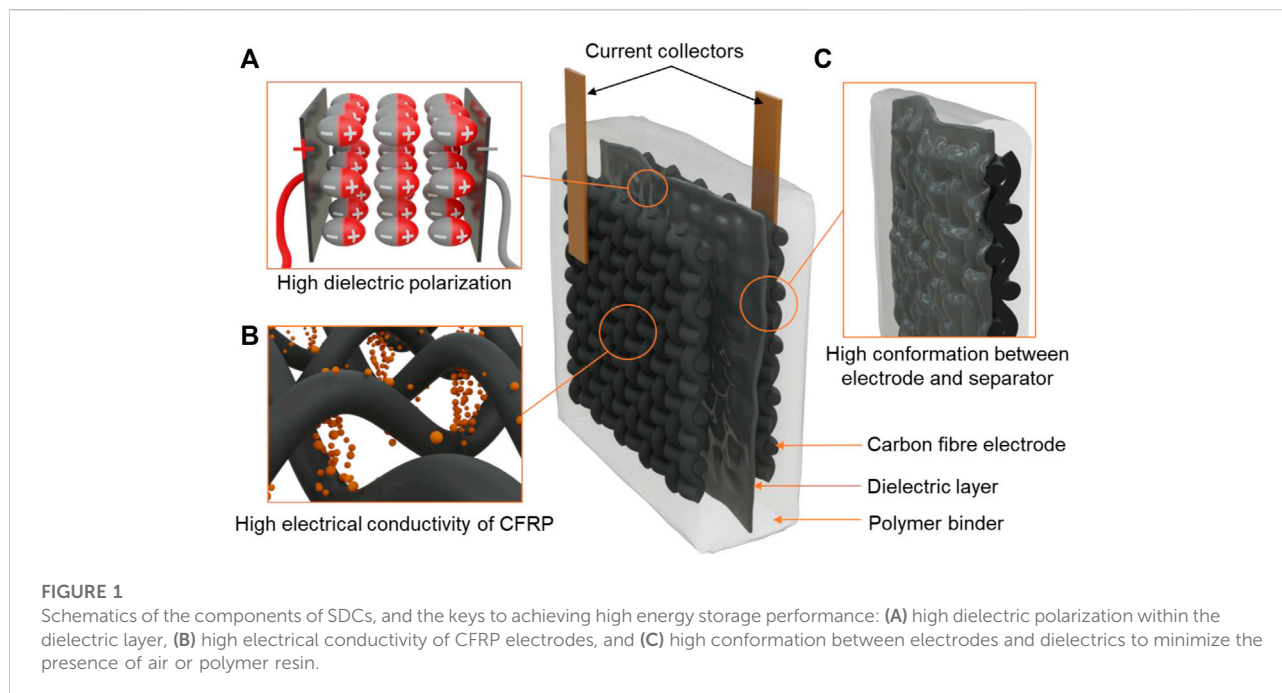 A
Current collectors
C
+
−
High dielectric polarization
B
High electrical conductivity of CFRP
High conformation between
electrode and separator
Carbon fibre electrode
Dielectric layer
Polymer binder
FIGURE 1
Schematics of the components of SDCs, and the keys to achieving high energy storage performance: (A) high dielectric polarization within the
dielectric layer, (B) high electrical conductivity of CFRP electrodes, and (C) high conformation between electrodes and dielectrics to minimize the
presence of air or polymer resin.